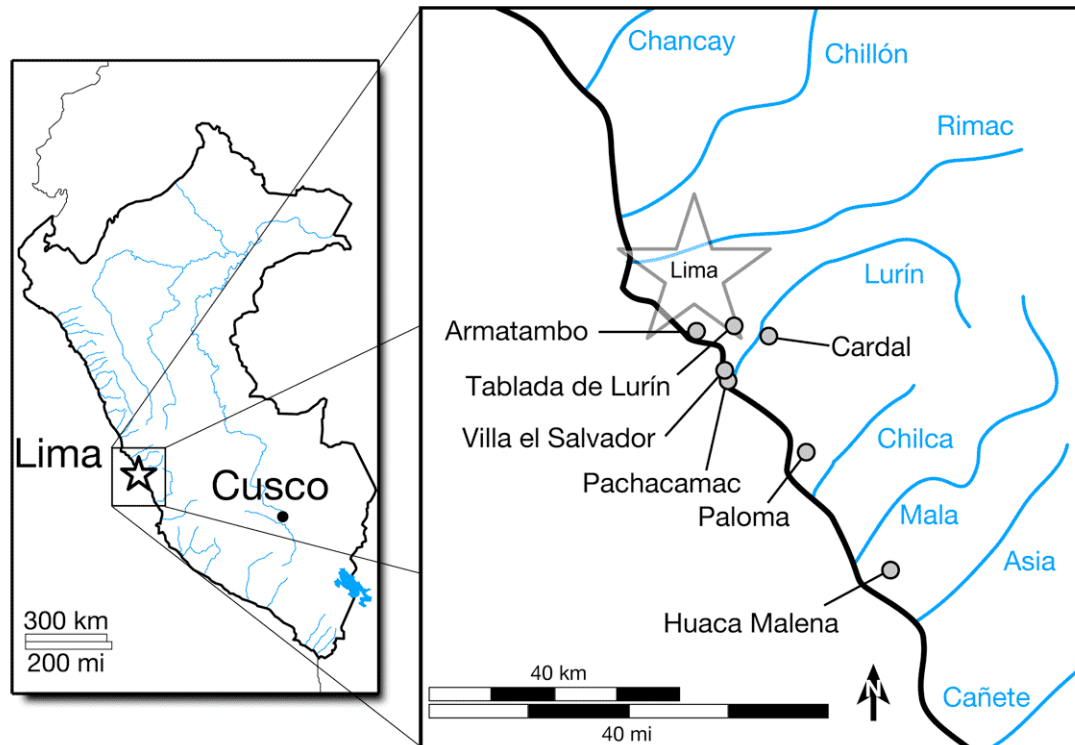 Lima
Cusco
300 km
200 mi
Chancay
Chillón
Rimac
Lima
Lurín
Armatambo
Cardal
Tablada de Lurín
Villa el Salvador
Chilca
Pachacamac
Paloma
Mala
Asia
Huaca Malena
40 km
N
Cañete
40 mi